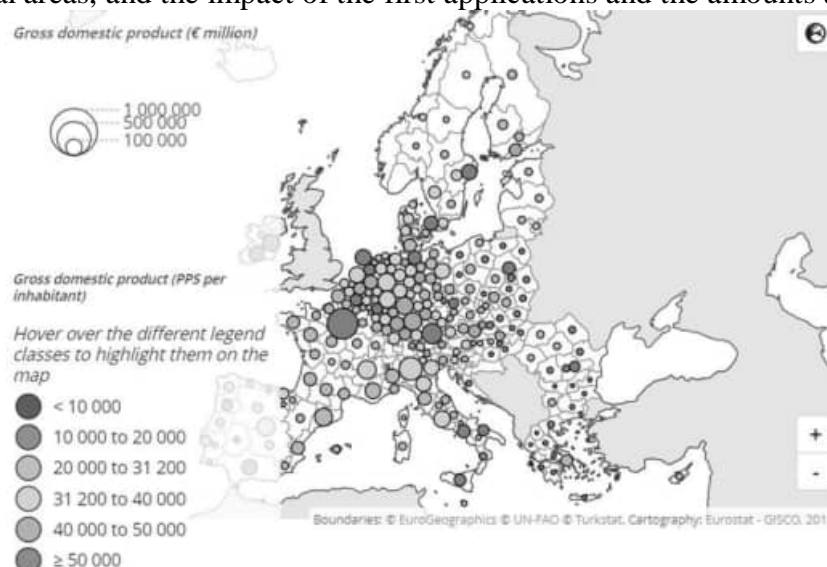 al areas, and the impact of the first applications and the amounts
Gross domestic product (€ million)
1 000 000
500 000
100 000
Gross domestic product (PPS per
inhabitant)
Hover over the different legend
classes to highlight them on the
map
< 10 000
10 000 to 20 000
20 000 to 31 200
31 200 to 40 000
40 000 to 50 000
≥ 50 000
+
-
Boundaries: © EuroGeographics © UN-FAO © Turkstat, Cartography: Eurostat - GISCO, 201